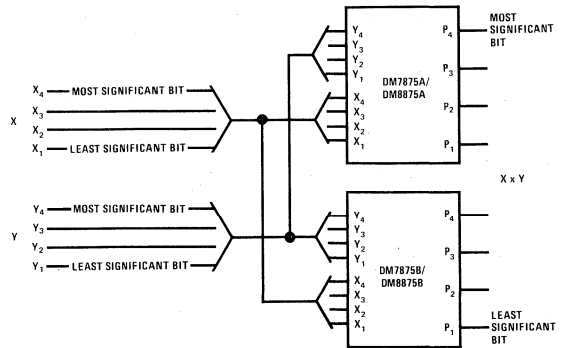 X
X4 MOST SIGNIFICANT BIT
X3
X2
X1 LEAST SIGNIFICANT BIT
Y
Y4 MOST SIGNIFICANT BIT
Y3
Y2
Y1 LEAST SIGNIFICANT BIT
Y4
Y3
Y2
Y1
X4
X3
X2
X1
DM7875A/
DM8875A
P4
P3
P2
P1
MOST
SIGNIFICANT
BIT
X x Y
Y4
Y3
Y2
Y1
X4
X3
X2
X1
DM7875B/
DM8875B
P4
P3
P2
P1
LEAST
SIGNIFICANT
BIT